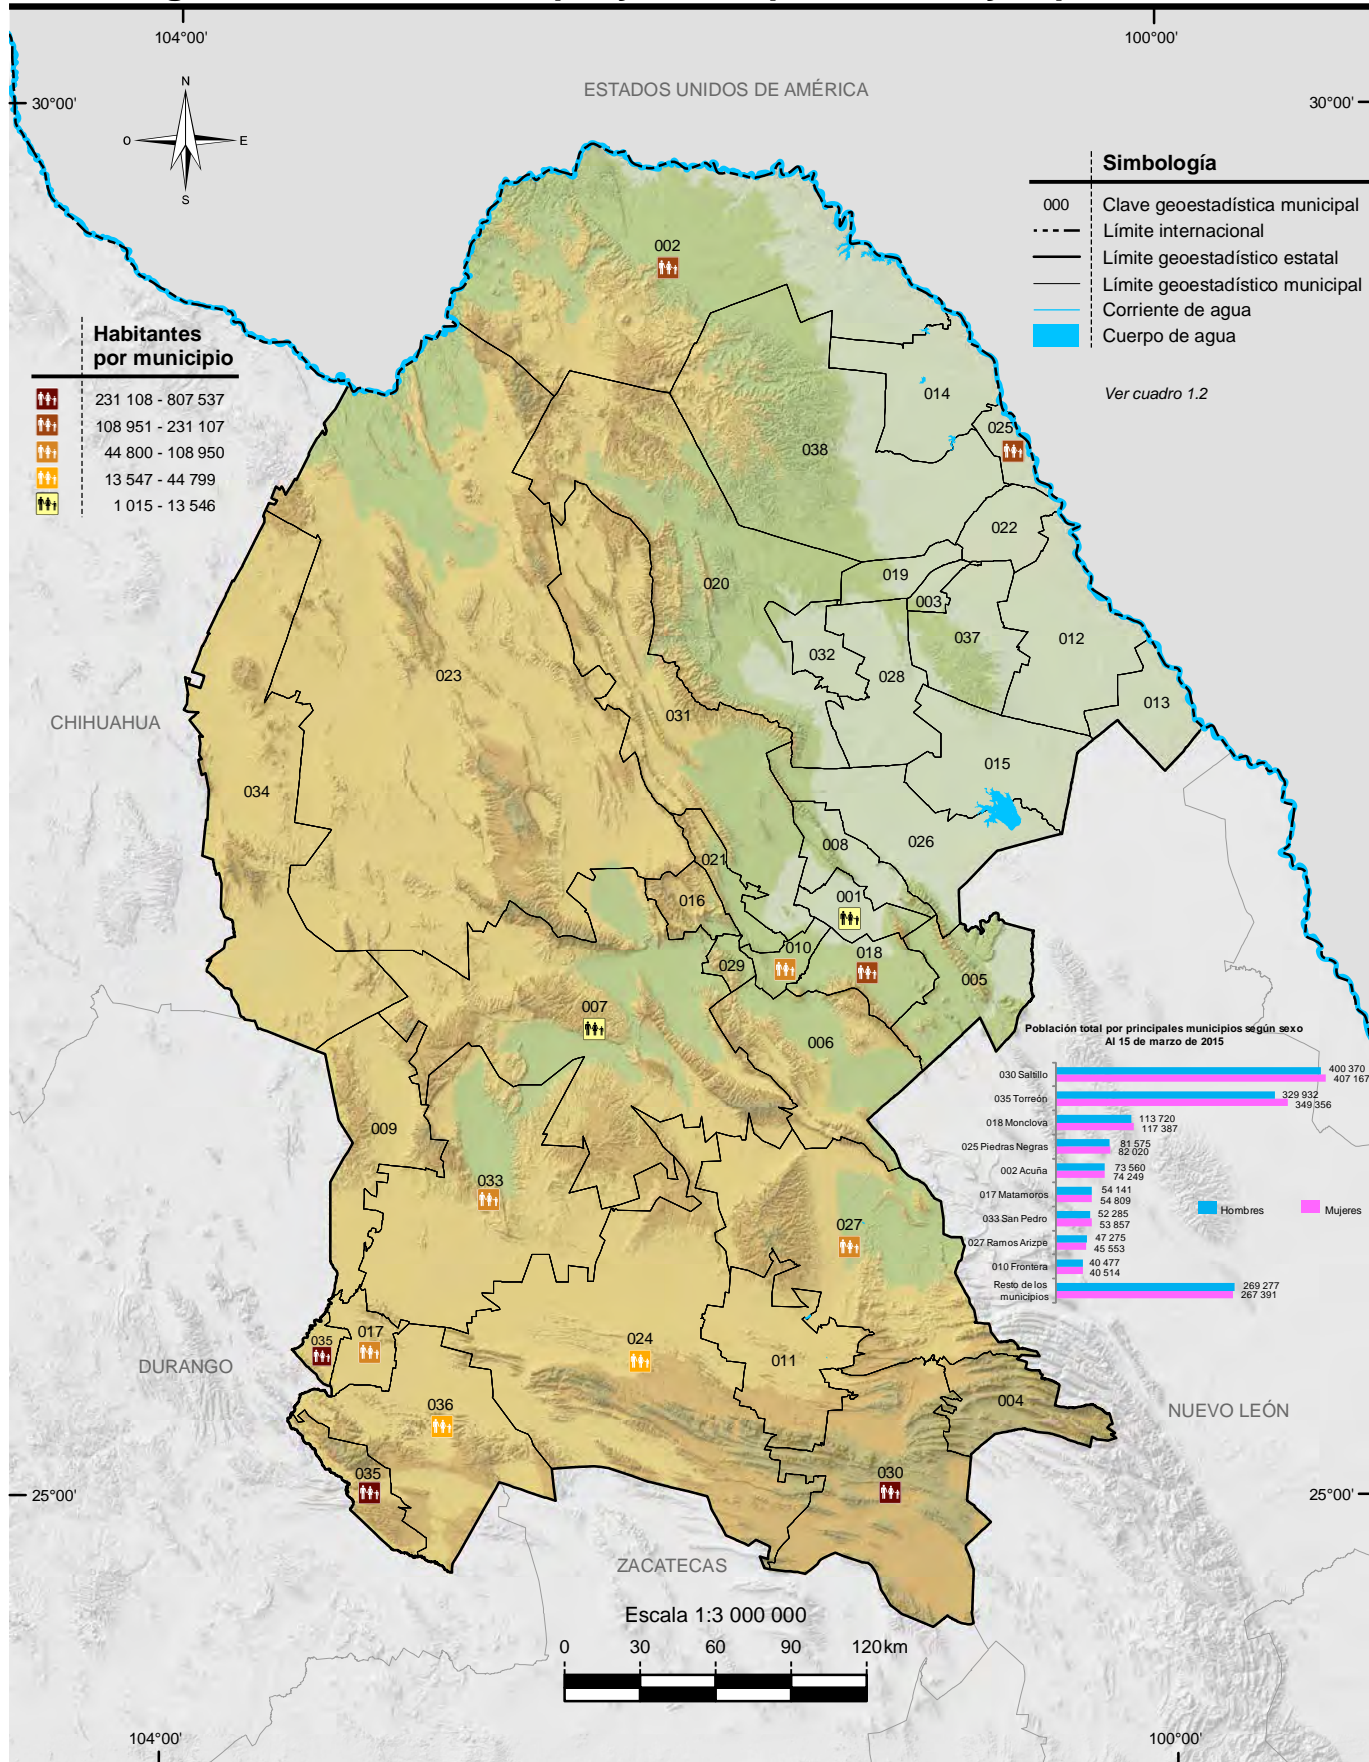 104°00'
100°00'
30°00'
30°00'
N
O
E
S
ESTADOS UNIDOS DE AMÉRICA
Simbología
000 Clave geoestadística municipal
Límite internacional
Límite geoestadístico estatal
Límite geoestadístico municipal
Corriente de agua
Cuerpo de agua
Ver cuadro 1.2
Habitantes
por municipio
231 108 - 807 537
108 951 - 231 107
44 800 - 108 950
13 547 - 44 799
1 015 - 13 546
002
014
025
038
022
020
019
003
037
012
032
028
013
023
031
CHIHUAHUA
015
034
008
026
021
016
001
010
018
029
005
007
006
009
033
027
Población total por principales municipios según sexo
Al 15 de marzo de 2015
030 Saltillo
400 370
407 167
035 Torreón
329 932
349 356
018 Monclova
113 720
117 387
025 Piedras Negras
81 575
82 020
002 Acuña
73 560
74 249
017 Matamoros
54 141
54 809
033 San Pedro
52 285
53 857
027 Ramos Arizpe
47 275
45 553
010 Frontera
40 477
40 514
Resto de los
municipios
269 277
267 391
Hombres
Mujeres
035
017
024
011
DURANGO
036
004
NUEVO LEÓN
035
030
25°00'
25°00'
ZACATECAS
Escala 1:3 000 000
0 30 60 90 120 km
104°00'
100°00'